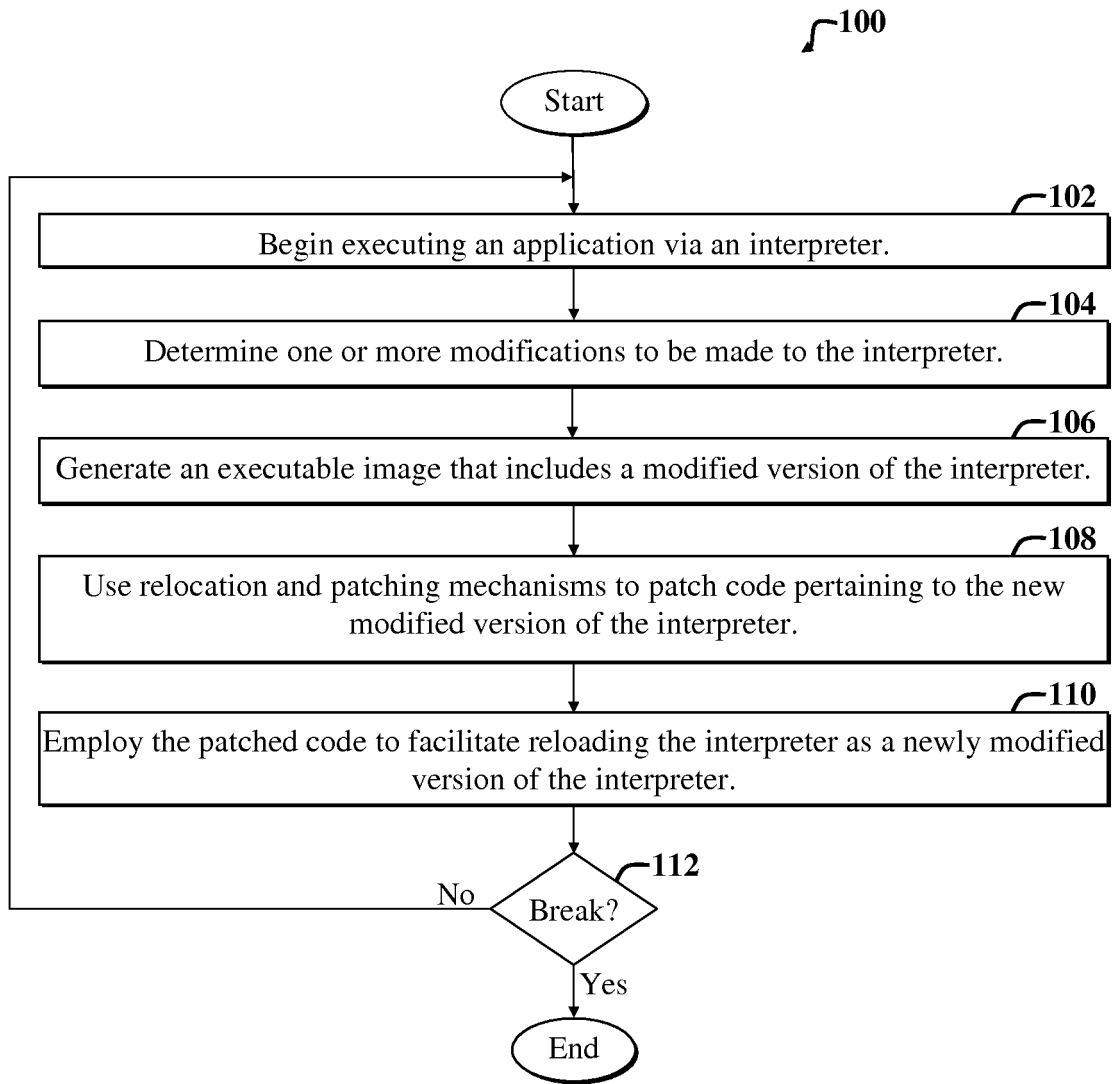 100
Start
102
Begin executing an application via an interpreter.
104
Determine one or more modifications to be made to the interpreter.
106
Generate an executable image that includes a modified version of the interpreter.
108
Use relocation and patching mechanisms to patch code pertaining to the new
modified version of the interpreter.
110
Employ the patched code to facilitate reloading the interpreter as a newly modified
version of the interpreter.
112
No
Break?
Yes
End